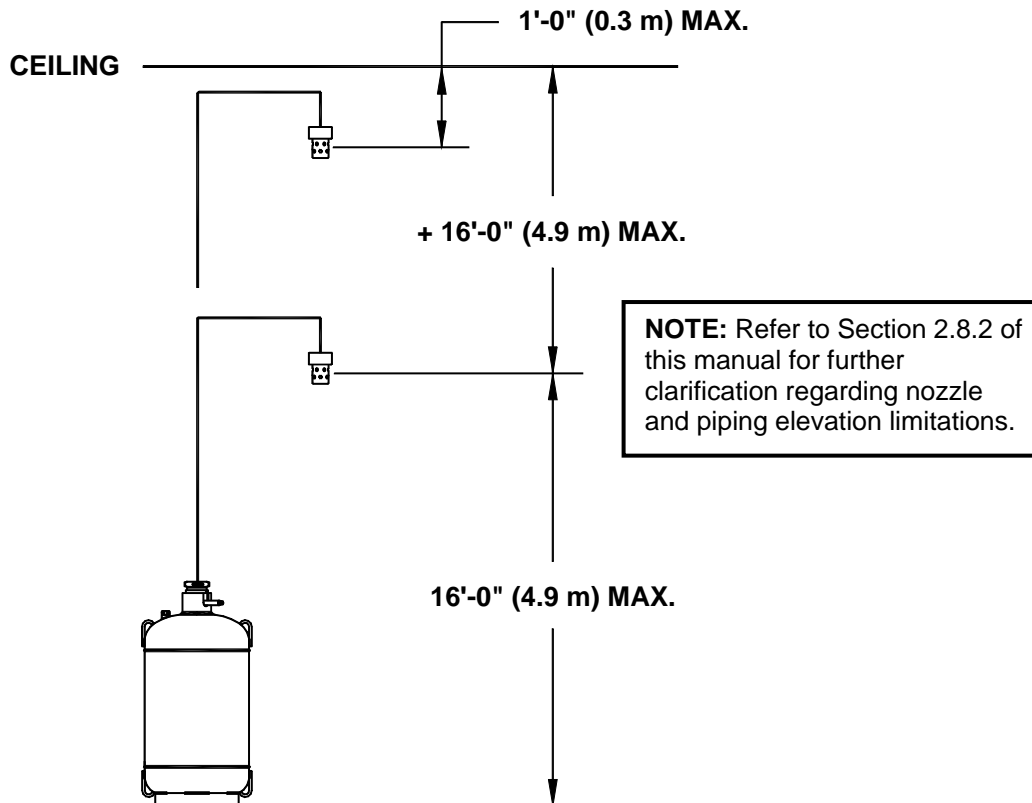 1'-0" (0.3 m) MAX.
CEILING
+ 16'-0" (4.9 m) MAX.
NOTE: Refer to Section 2.8.2 of
this manual for further
clarification regarding nozzle
and piping elevation limitations.
16'-0" (4.9 m) MAX.